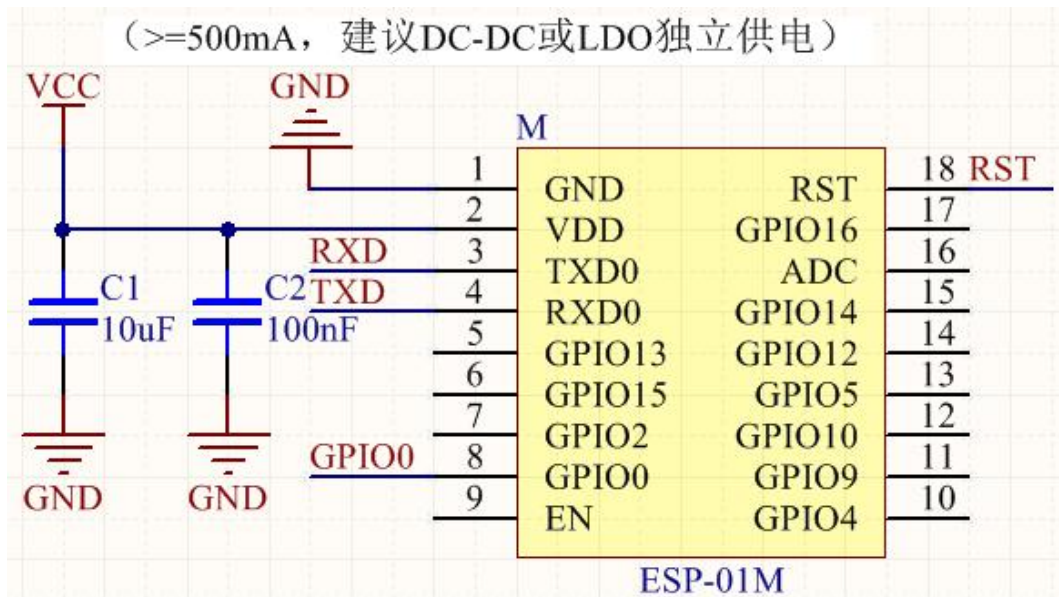 (>=500mA，建议DC-DC或LDO独立供电)
VCC
GND
M
1
GND
RST
18
RST
2
VDD
GPIO16
17
RXD
3
TXD0
ADC
16
C1
10uF
C2
100nF
TXD
4
RXD0
GPIO14
15
5
GPIO13
GPIO12
14
6
GPIO15
GPIO5
13
7
GPIO2
GPIO10
12
GPIO0
8
GPIO0
GPIO9
11
9
EN
GPIO4
10
GND
GND
ESP-01M